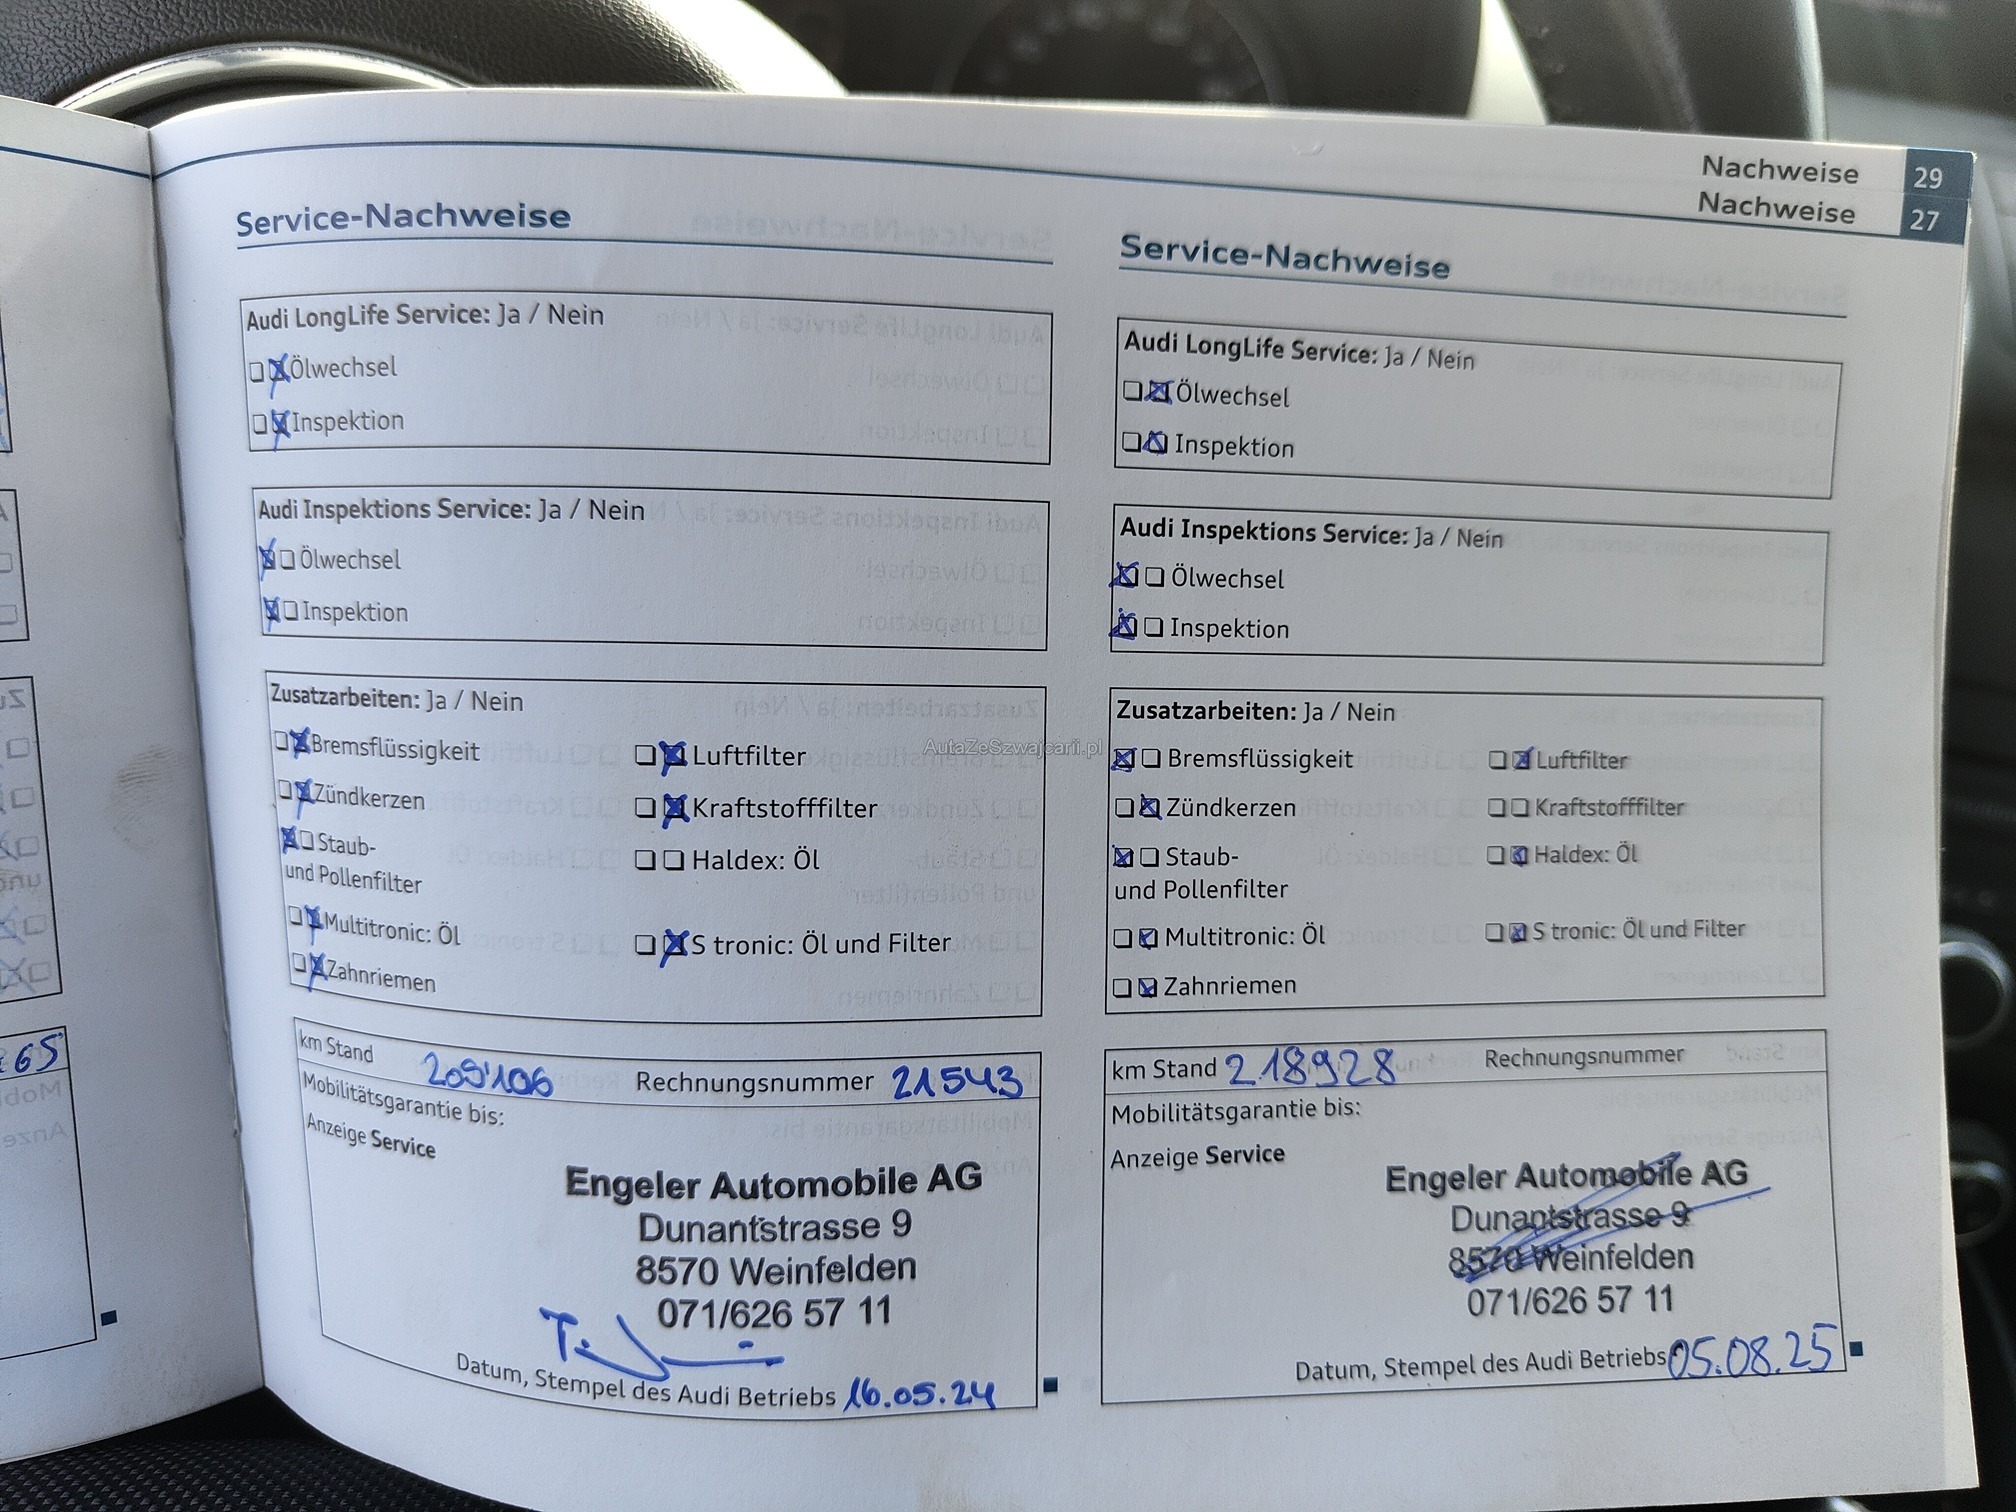 Nachweise 29
Nachweise 27
Service-Nachweise
Audi LongLife Service: Ja / Nein
Ölwechsel
Inspektion
Audi Inspektions Service: Ja / Nein
Ölwechsel
Inspektion
Zusatzarbeiten: Ja / Nein
Bremsflüssigkeit
Luftfilter
Zündkerzen
Kraftstofffilter
Staub-
und Pollenfilter
Haldex: Öl
Multitronic: Öl
S tronic: Öl und Filter
Zahnriemen
km Stand 209'106 Rechnungsnummer 21543
Mobilitätsgarantie bis:
Anzeige Service
Engeler Automobile AG
Dunantstrasse 9
8570 Weinfelden
071/626 57 11
Datum, Stempel des Audi Betriebs 16.05.24
Service-Nachweise
Audi LongLife Service: Ja / Nein
Ölwechsel
Inspektion
Audi Inspektions Service: Ja / Nein
Ölwechsel
Inspektion
Zusatzarbeiten: Ja / Nein
Bremsflüssigkeit
Luftfilter
Zündkerzen
Kraftstofffilter
Staub-
und Pollenfilter
Haldex: Öl
Multitronic: Öl
S tronic: Öl und Filter
Zahnriemen
km Stand 218928 Rechnungsnummer
Mobilitätsgarantie bis:
Anzeige Service
Engeler Automobile AG
Dunantstrasse 9
8570 Weinfelden
071/626 57 11
Datum, Stempel des Audi Betriebs 05.08.25
65
AutaZeSzwajcarii.pl